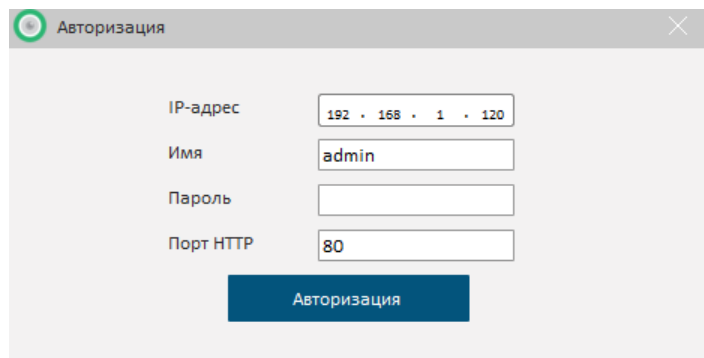 Авторизация
IP-адрес 192 . 168 . 1 . 120
Имя admin
Пароль
Порт HTTP 80
Авторизация